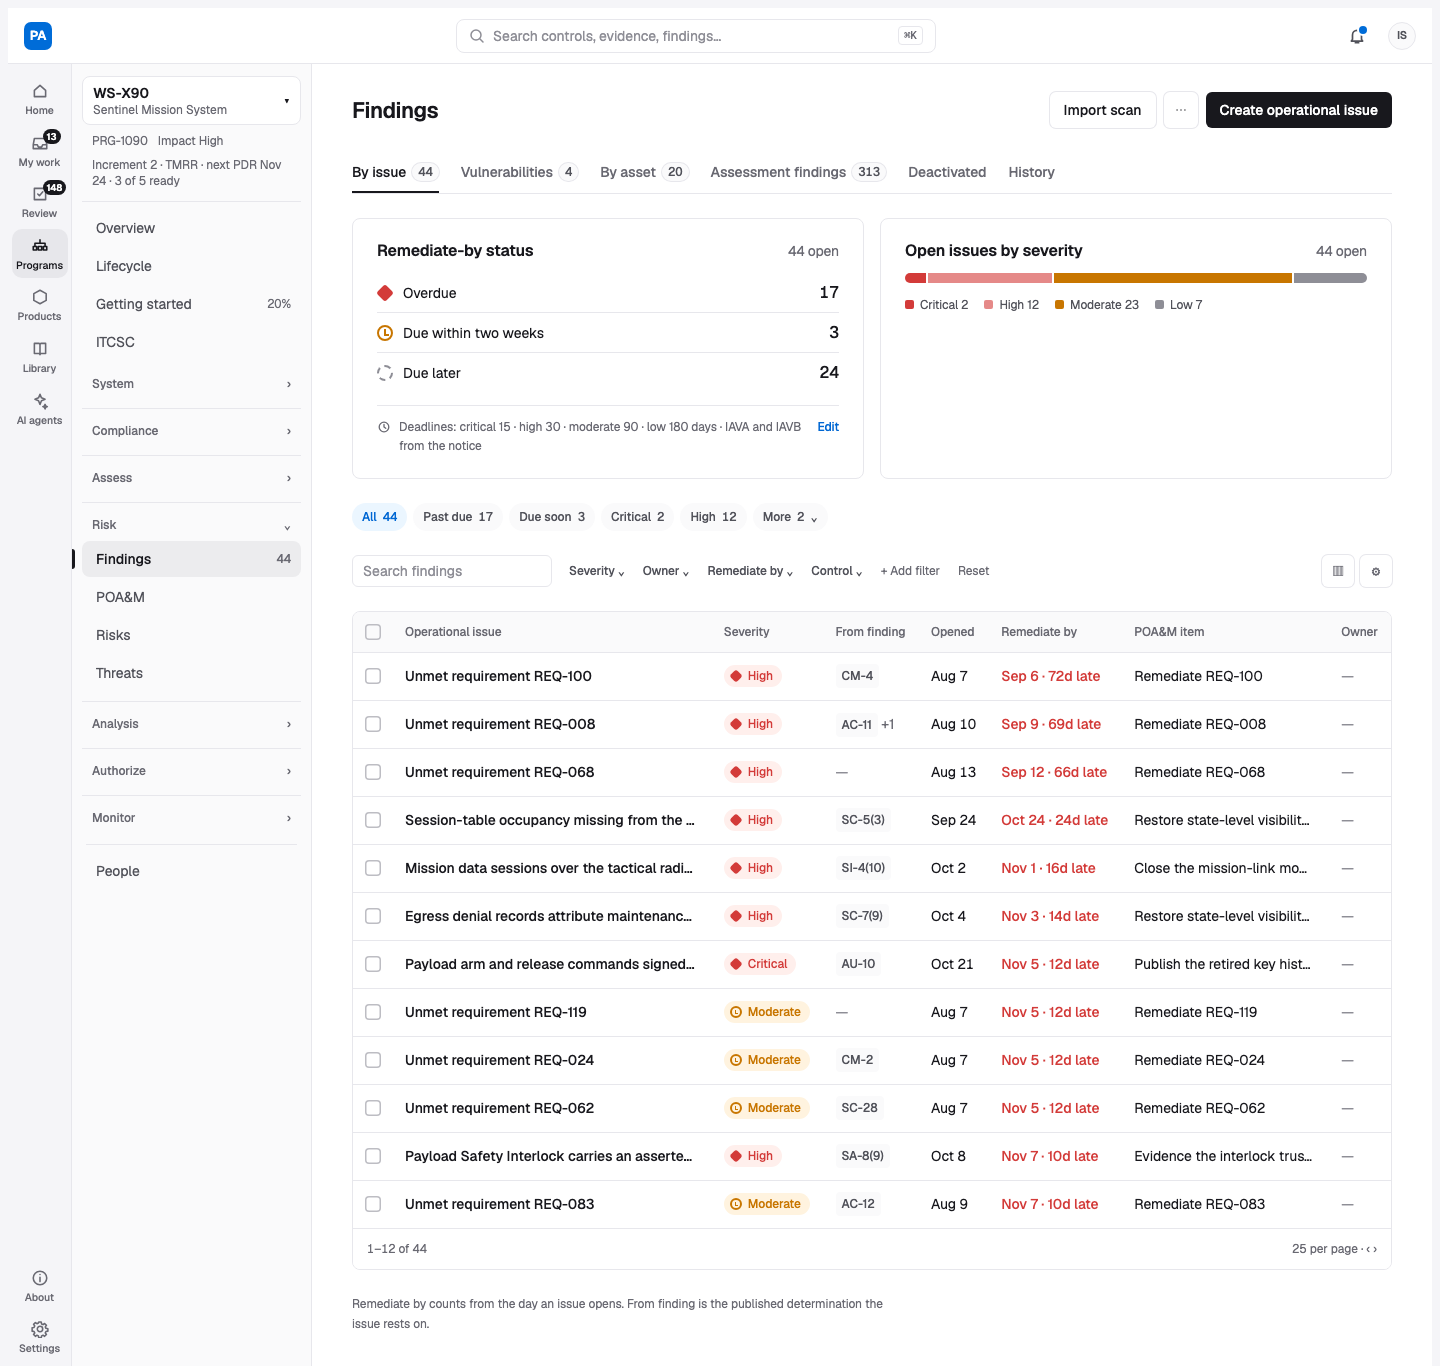 PA
Search controls, evidence, findings...
⌘K
IS
Home
13
My work
148
Review
Programs
Products
Library
AI agents
About
Settings
WS-X90
Sentinel Mission System
PRG-1090 Impact High
Increment 2 · TMRR · next PDR Nov
24 · 3 of 5 ready
Overview
Lifecycle
Getting started 20%
ITCSC
System
Compliance
Assess
Risk
Findings 44
POA&M
Risks
Threats
Analysis
Authorize
Monitor
People
Findings
Import scan
···
Create operational issue
By issue 44 Vulnerabilities 4 By asset 20 Assessment findings 313 Deactivated History
Remediate-by status 44 open
Overdue 17
Due within two weeks 3
Due later 24
Deadlines: critical 15 · high 30 · moderate 90 · low 180 days · IAVA and IAVB
from the notice
Edit
Open issues by severity 44 open
Critical 2 High 12 Moderate 23 Low 7
All 44 Past due 17 Due soon 3 Critical 2 High 12 More 2
Search findings Severity Owner Remediate by Control + Add filter Reset
Operational issue Severity From finding Opened Remediate by POA&M item Owner
Unmet requirement REQ-100 High CM-4 Aug 7 Sep 6 · 72d late Remediate REQ-100 —
Unmet requirement REQ-008 High AC-11 +1 Aug 10 Sep 9 · 69d late Remediate REQ-008 —
Unmet requirement REQ-068 High — Aug 13 Sep 12 · 66d late Remediate REQ-068 —
Session-table occupancy missing from the ... High SC-5(3) Sep 24 Oct 24 · 24d late Restore state-level visibilit... —
Mission data sessions over the tactical radi... High SI-4(10) Oct 2 Nov 1 · 16d late Close the mission-link mo... —
Egress denial records attribute maintenanc... High SC-7(9) Oct 4 Nov 3 · 14d late Restore state-level visibilit... —
Payload arm and release commands signed... Critical AU-10 Oct 21 Nov 5 · 12d late Publish the retired key hist... —
Unmet requirement REQ-119 Moderate — Aug 7 Nov 5 · 12d late Remediate REQ-119 —
Unmet requirement REQ-024 Moderate CM-2 Aug 7 Nov 5 · 12d late Remediate REQ-024 —
Unmet requirement REQ-062 Moderate SC-28 Aug 7 Nov 5 · 12d late Remediate REQ-062 —
Payload Safety Interlock carries an asserte... High SA-8(9) Oct 8 Nov 7 · 10d late Evidence the interlock trus... —
Unmet requirement REQ-083 Moderate AC-12 Aug 9 Nov 7 · 10d late Remediate REQ-083 —
1–12 of 44 25 per page · ‹ ›
Remediate by counts from the day an issue opens. From finding is the published determination the
issue rests on.